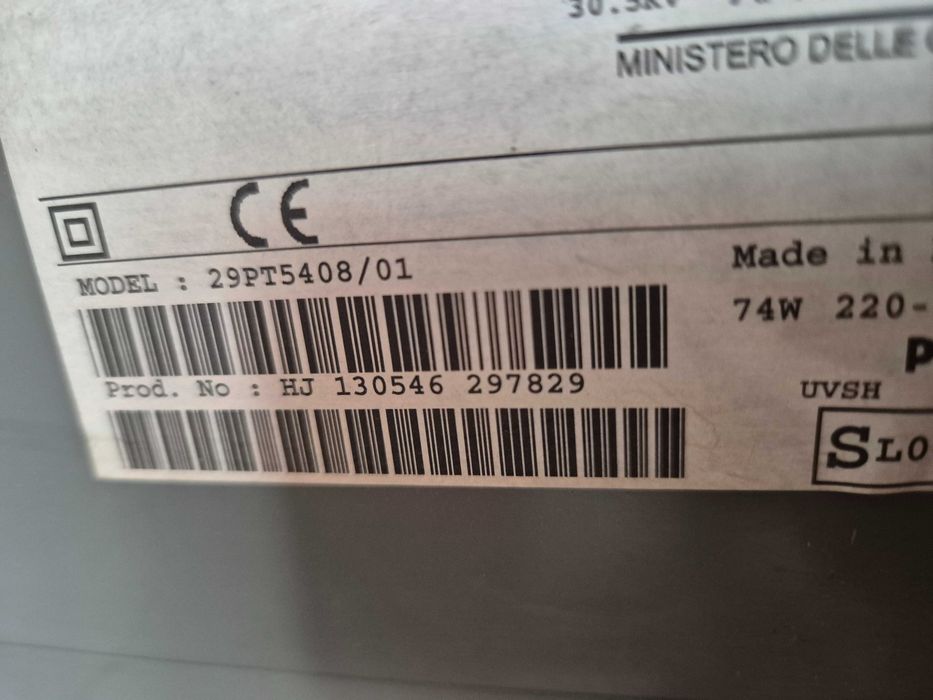 MINISTERO DELLE
CE
MODEL : 29PT5408/01
Made in
74W 220-
Prod. No : HJ 130546 297829
UVSH